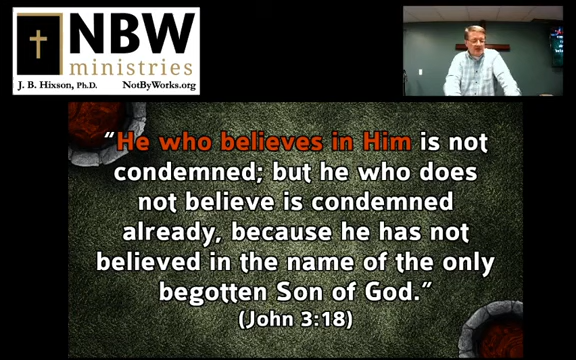 NBW
ministries
J. B. Hixson, Ph.D. NotByWorks.org
“He who believes in Him is not
condemned; but he who does
not believe is condemned
already, because he has not
believed in the name of the only
begotten Son of God.”
(John 3:18)